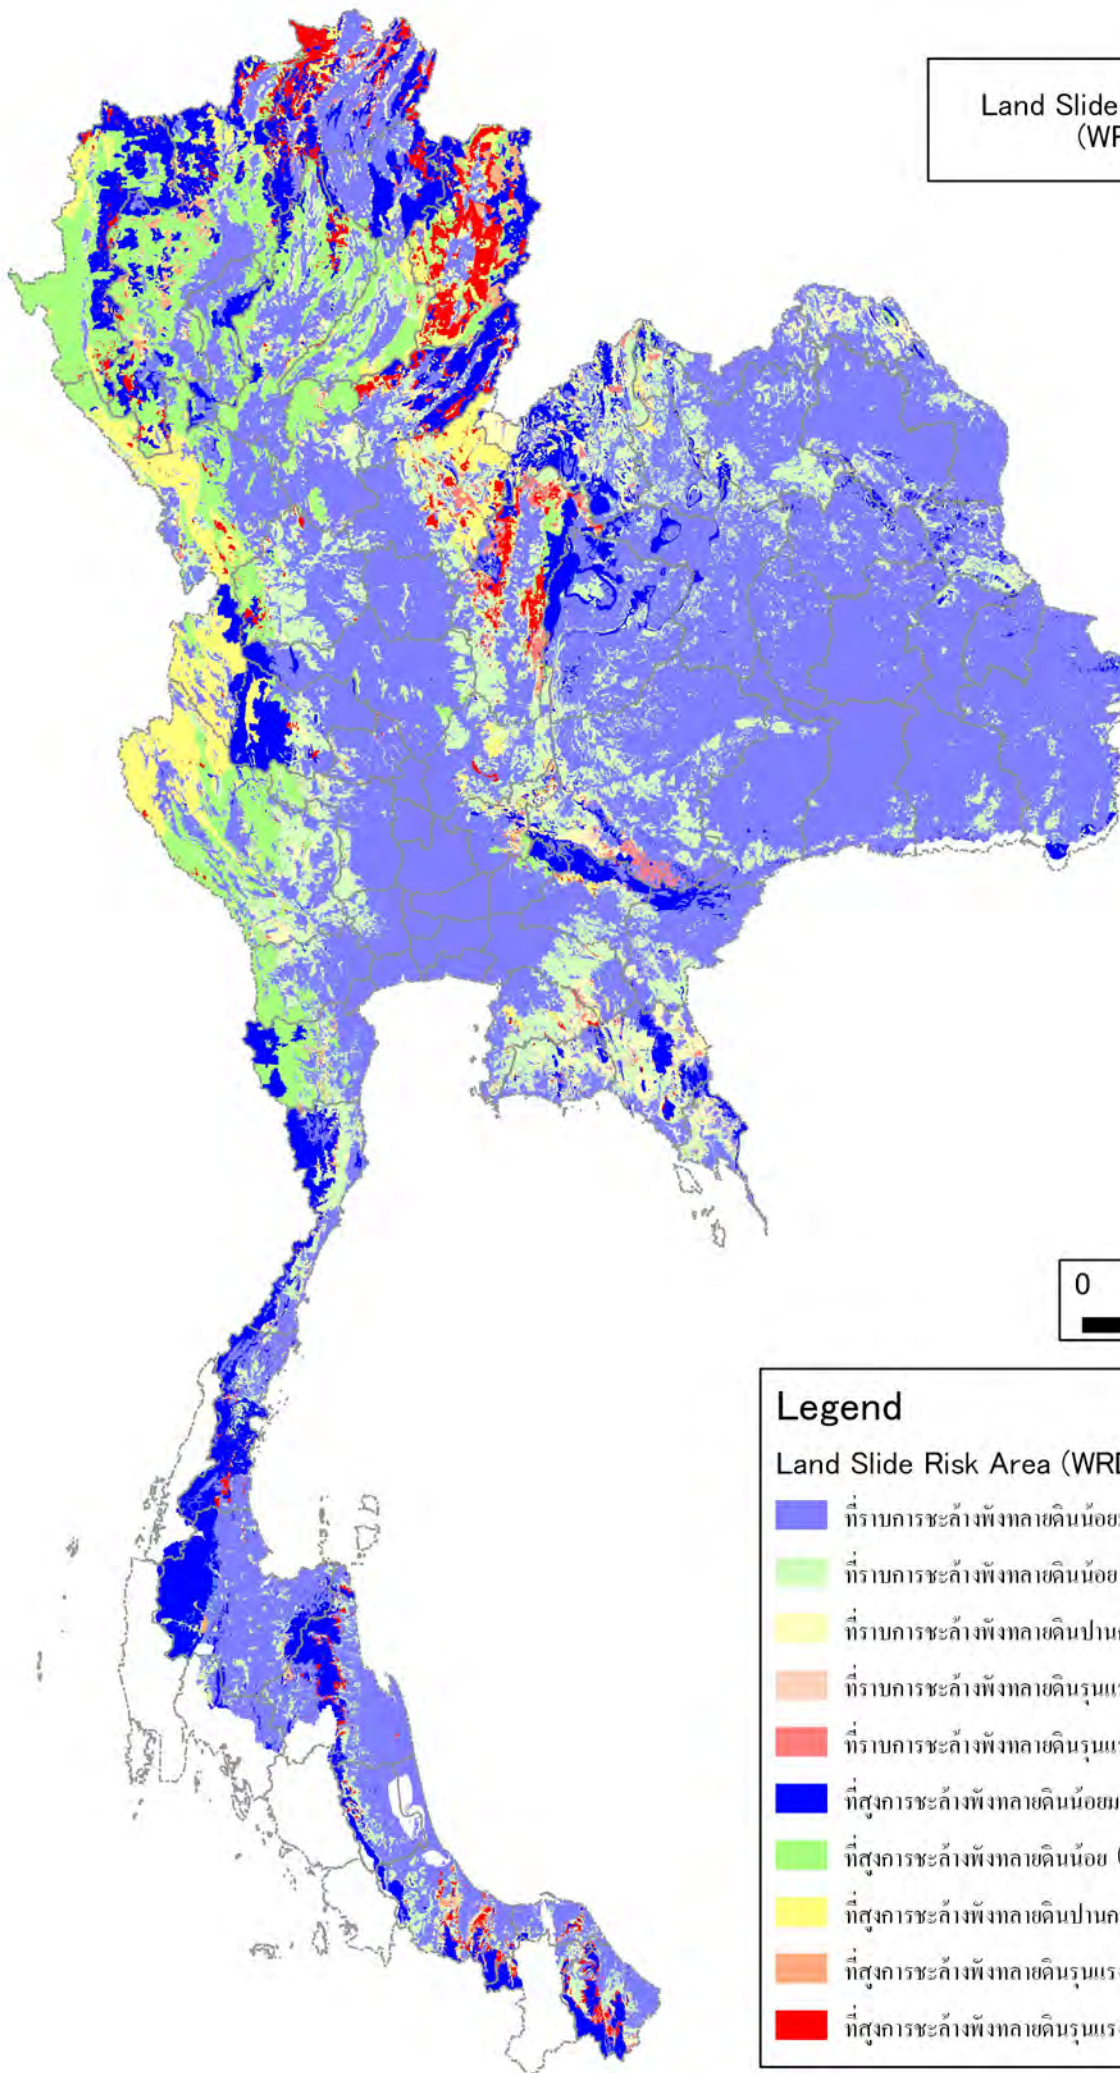 Land Slide
(WR
0
Legend
Land Slide Risk Area (WRD
ที่ราบการชะล้างพังทลายดินน้อย
ที่ราบการชะล้างพังทลายดินน้อย
ที่ราบการชะล้างพังทลายดินปาน
ที่ราบการชะล้างพังทลายดินรุนแร
ที่ราบการชะล้างพังทลายดินรุนแร
ที่สูงการชะล้างพังทลายดินน้อยม
ที่สูงการชะล้างพังทลายดินน้อย (
ที่สูงการชะล้างพังทลายดินปานก
ที่สูงการชะล้างพังทลายดินรุนแรง
ที่สูงการชะล้างพังทลายดินรุนแรง